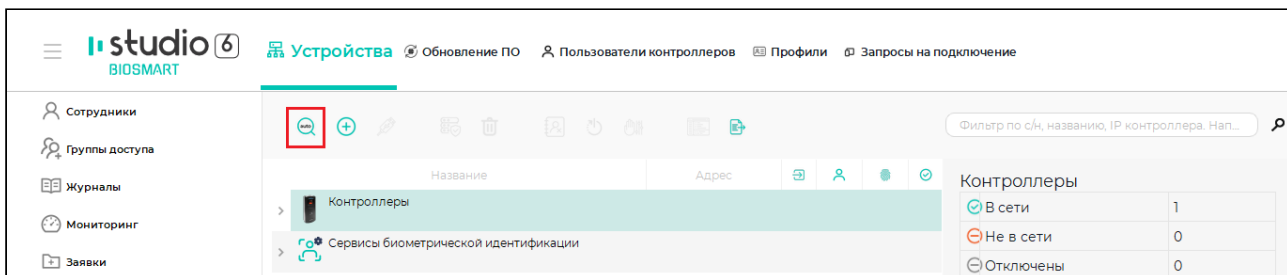 studio 6
BIOSMART
Устройства Обновление ПО Пользователи контроллеров Профили Запросы на подключение
Сотрудники
Группы доступа
Журналы
Мониторинг
Заявки
auto
Фильтр по с/н, названию, IP контроллера. Нап...
Название Адрес
Контроллеры
Сервисы биометрической идентификации
Контроллеры
В сети 1
Не в сети 0
Отключены 0